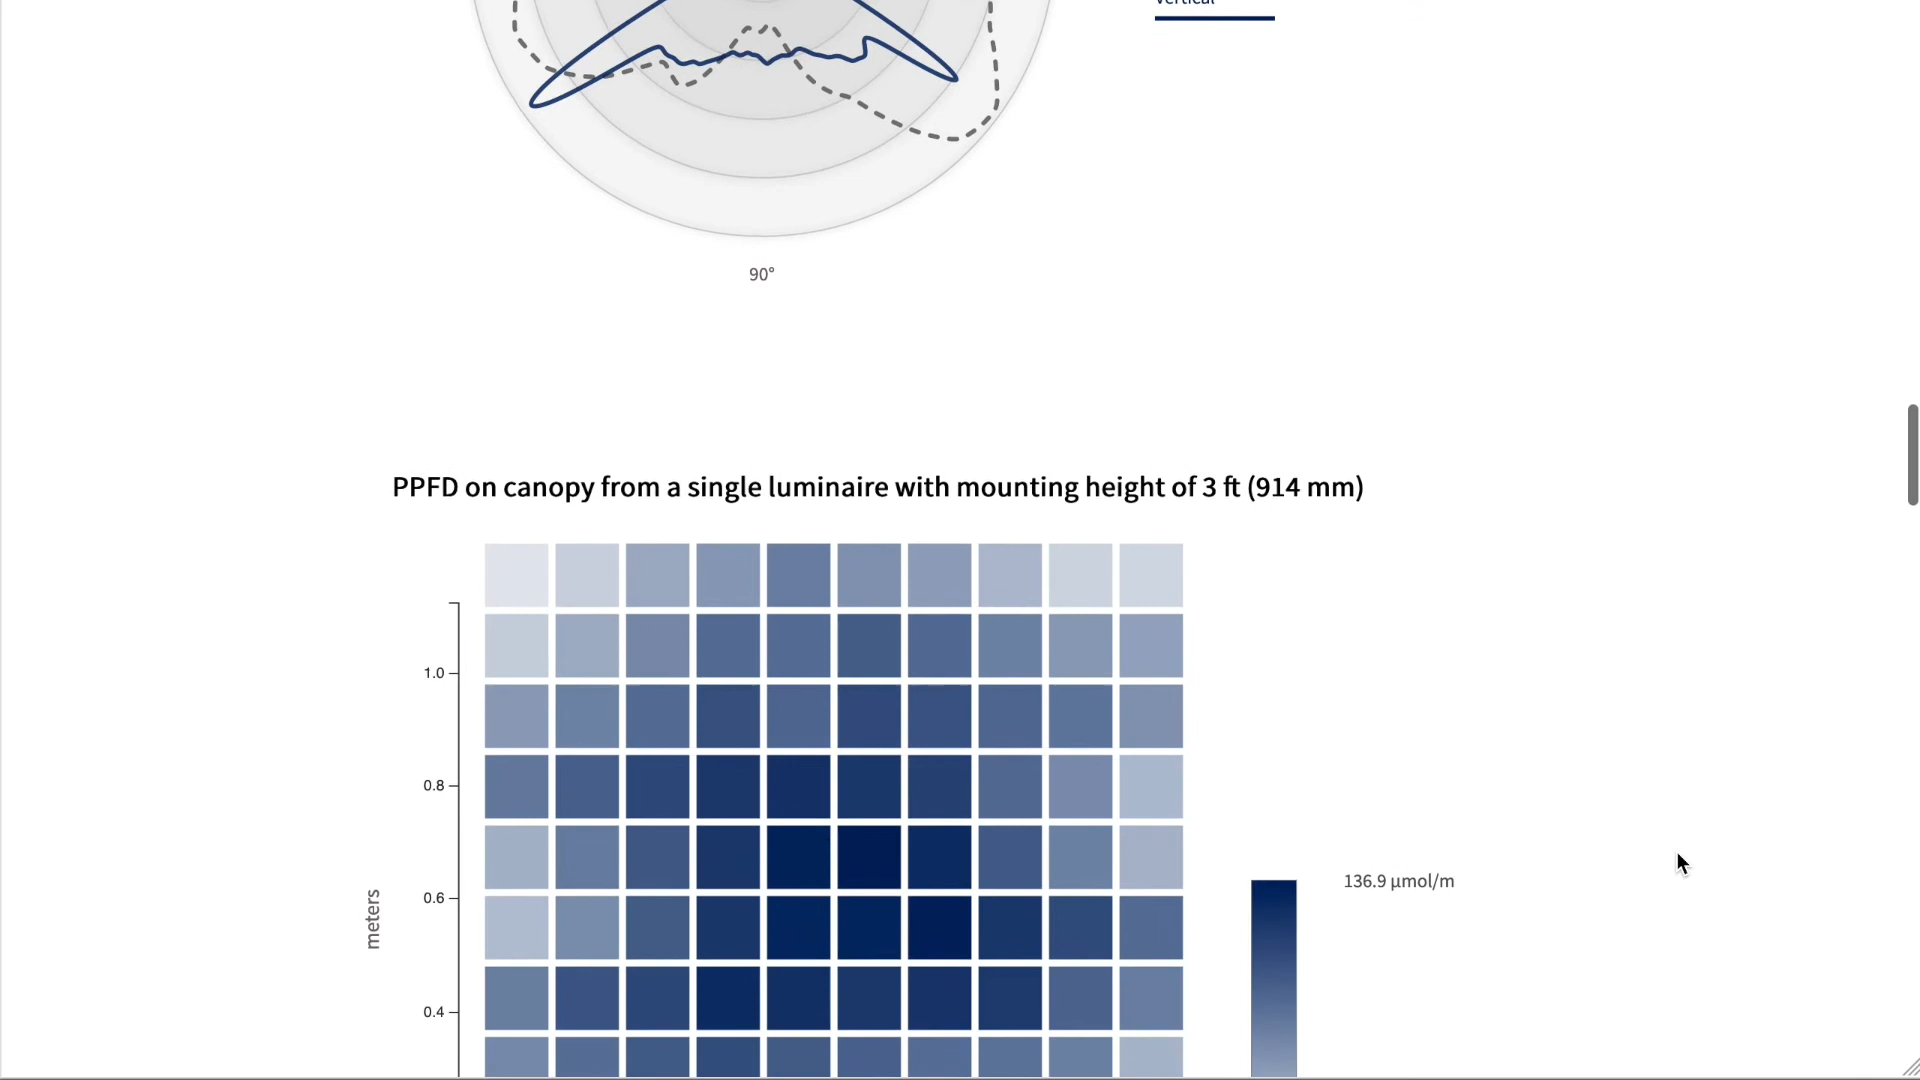 Vertical
90°
PPFD on canopy from a single luminaire with mounting height of 3 ft (914 mm)
1.0
0.8
0.6
0.4
meters
136.9 μmol/m